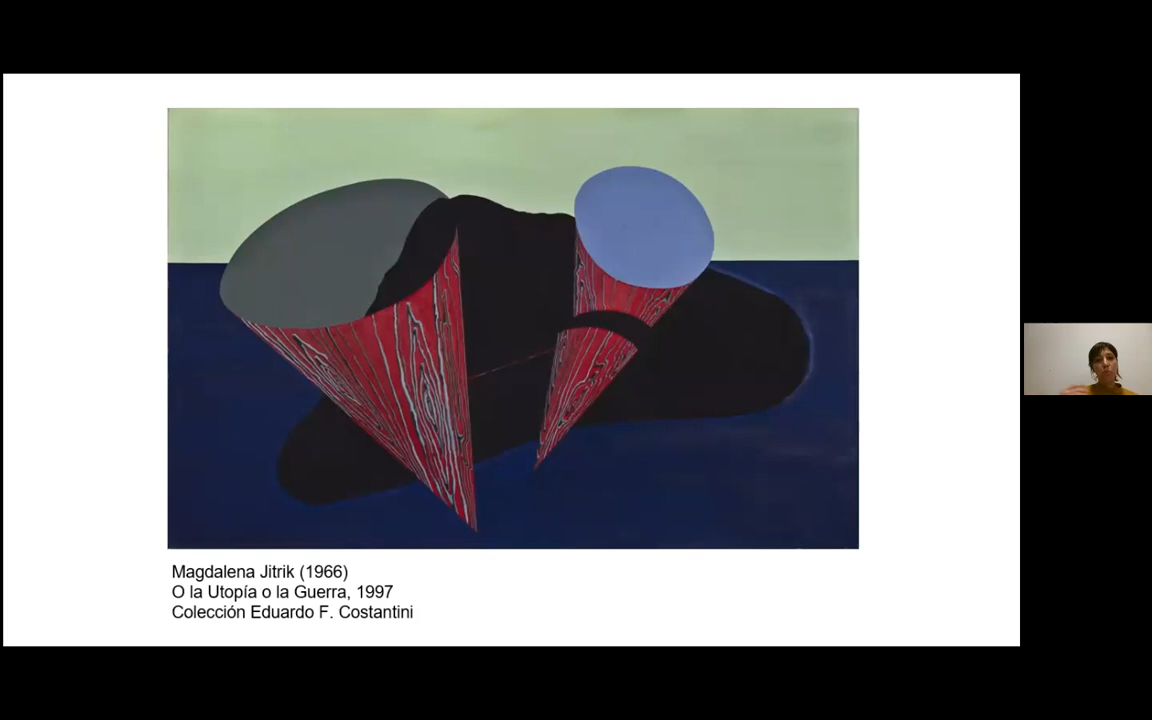 Magdalena Jitrik (1966)
O la Utopía o la Guerra, 1997
Colección Eduardo F. Costantini